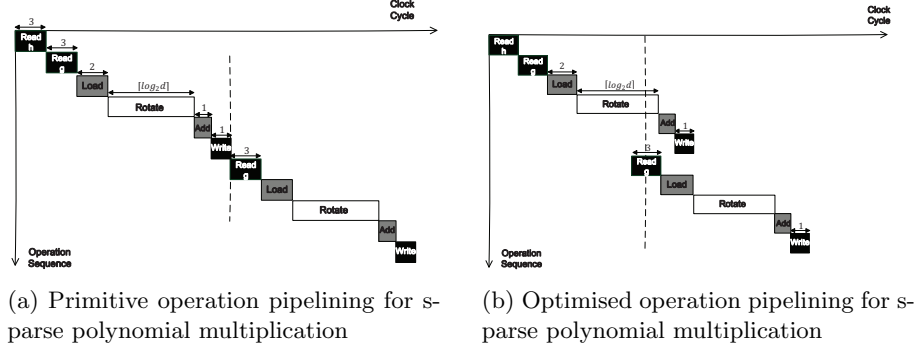 Clock
Cycle
3
Read
h
3
Read
g
2
Load
⌈log₂d⌉
Rotate
1
Add
1
Write
3
Read
g
Load
Rotate
Add
Write
Operation
Sequence
(a) Primitive operation pipelining for s-
parse polynomial multiplication
Clock
Cycle
Read
h
Read
g
2
Load
⌈log₂d⌉
Rotate
Add
1
Write
3
Read
g
Load
Rotate
Add
1
Write
Operation
Sequence
(b) Optimised operation pipelining for s-
parse polynomial multiplication